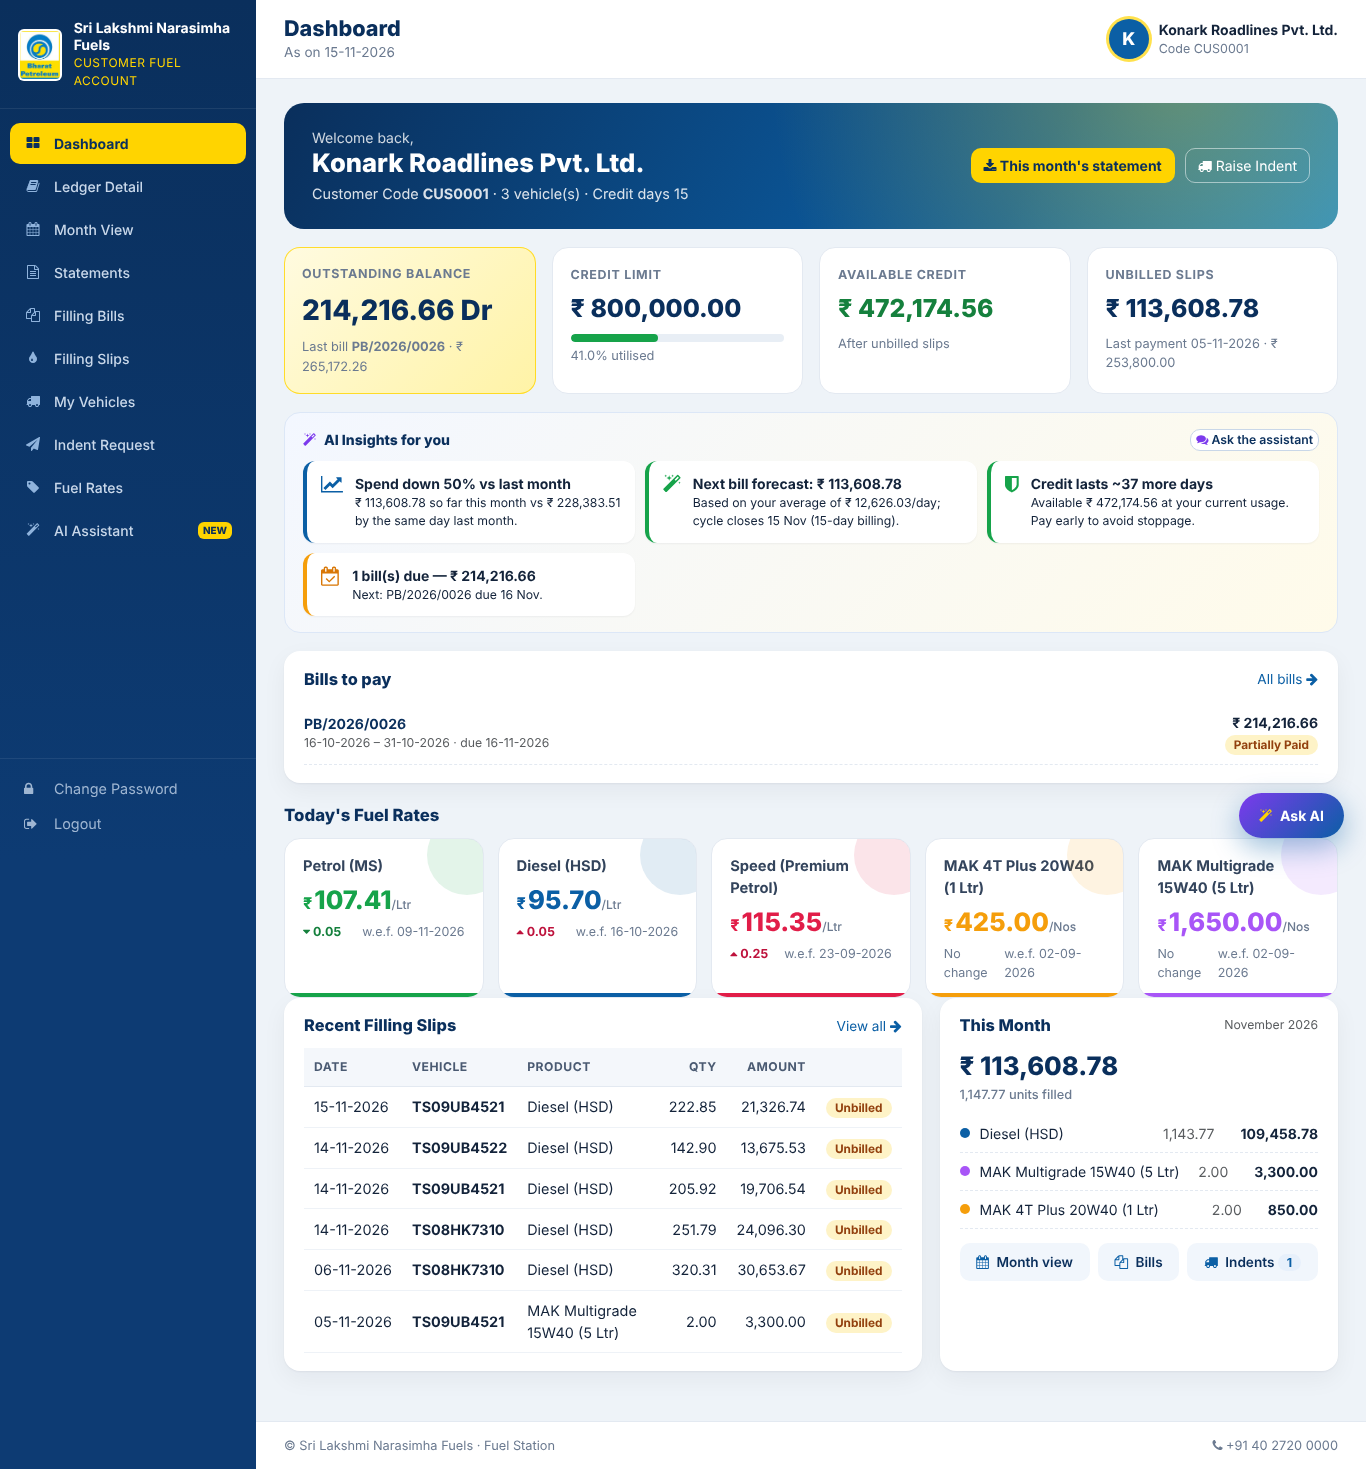 Bharat
Petroleum
Sri Lakshmi Narasimha
Fuels
CUSTOMER FUEL
ACCOUNT
Dashboard
Ledger Detail
Month View
Statements
Filling Bills
Filling Slips
My Vehicles
Indent Request
Fuel Rates
AI Assistant NEW
Change Password
Logout
Dashboard
As on 15-11-2026
K
Konark Roadlines Pvt. Ltd.
Code CUS0001
Welcome back,
Konark Roadlines Pvt. Ltd.
Customer Code CUS0001 · 3 vehicle(s) · Credit days 15
This month's statement
Raise Indent
OUTSTANDING BALANCE
214,216.66 Dr
Last bill PB/2026/0026 · ₹
265,172.26
CREDIT LIMIT
₹ 800,000.00
41.0% utilised
AVAILABLE CREDIT
₹ 472,174.56
After unbilled slips
UNBILLED SLIPS
₹ 113,608.78
Last payment 05-11-2026 · ₹
253,800.00
AI Insights for you
Ask the assistant
Spend down 50% vs last month
₹ 113,608.78 so far this month vs ₹ 228,383.51
by the same day last month.
Next bill forecast: ₹ 113,608.78
Based on your average of ₹ 12,626.03/day;
cycle closes 15 Nov (15-day billing).
Credit lasts ~37 more days
Available ₹ 472,174.56 at your current usage.
Pay early to avoid stoppage.
1 bill(s) due — ₹ 214,216.66
Next: PB/2026/0026 due 16 Nov.
Bills to pay
All bills
PB/2026/0026
₹ 214,216.66
16-10-2026 – 31-10-2026 · due 16-11-2026
Partially Paid
Today's Fuel Rates
Ask AI
Petrol (MS)
₹107.41/Ltr
0.05 w.e.f. 09-11-2026
Diesel (HSD)
₹95.70/Ltr
0.05 w.e.f. 16-10-2026
Speed (Premium
Petrol)
₹115.35/Ltr
0.25 w.e.f. 23-09-2026
MAK 4T Plus 20W40
(1 Ltr)
₹425.00/Nos
No w.e.f. 02-09-
change 2026
MAK Multigrade
15W40 (5 Ltr)
₹1,650.00/Nos
No w.e.f. 02-09-
change 2026
Recent Filling Slips
View all
DATE VEHICLE PRODUCT QTY AMOUNT
15-11-2026 TS09UB4521 Diesel (HSD) 222.85 21,326.74 Unbilled
14-11-2026 TS09UB4522 Diesel (HSD) 142.90 13,675.53 Unbilled
14-11-2026 TS09UB4521 Diesel (HSD) 205.92 19,706.54 Unbilled
14-11-2026 TS08HK7310 Diesel (HSD) 251.79 24,096.30 Unbilled
06-11-2026 TS08HK7310 Diesel (HSD) 320.31 30,653.67 Unbilled
05-11-2026 TS09UB4521 MAK Multigrade
15W40 (5 Ltr) 2.00 3,300.00 Unbilled
This Month
November 2026
₹ 113,608.78
1,147.77 units filled
Diesel (HSD) 1,143.77 109,458.78
MAK Multigrade 15W40 (5 Ltr) 2.00 3,300.00
MAK 4T Plus 20W40 (1 Ltr) 2.00 850.00
Month view
Bills
Indents 1
© Sri Lakshmi Narasimha Fuels · Fuel Station
+91 40 2720 0000